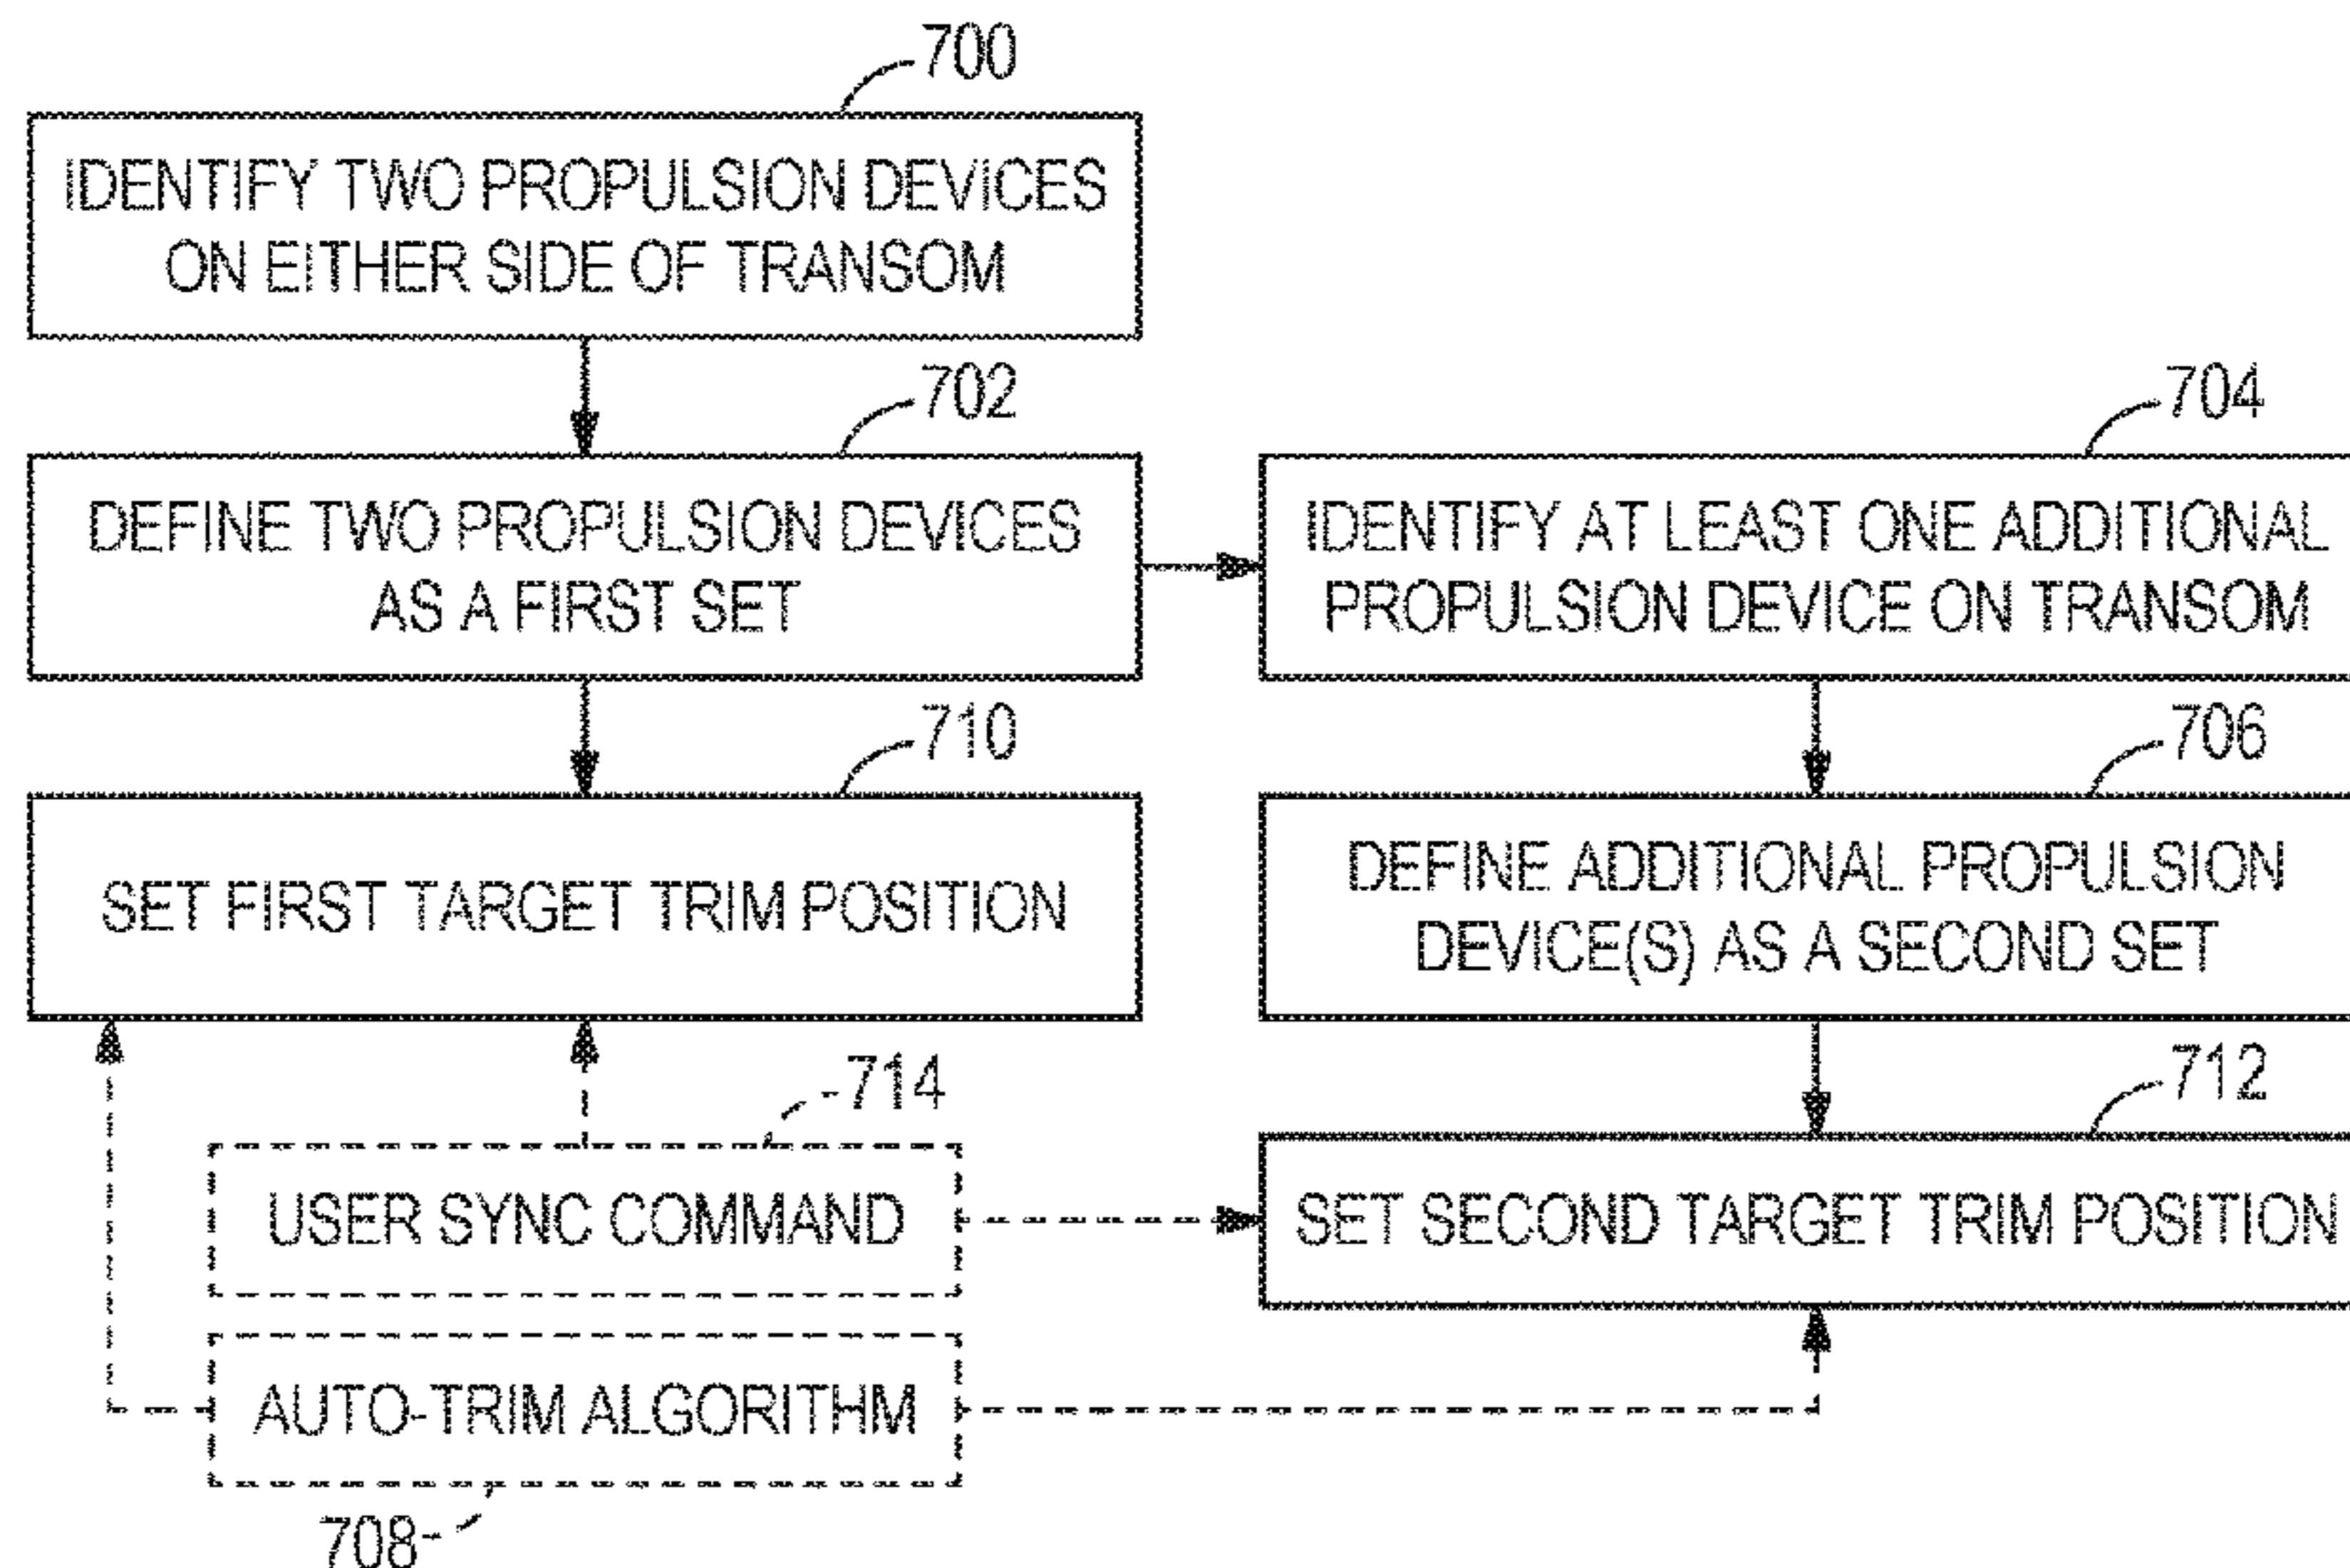 700
IDENTIFY TWO PROPULSION DEVICES
ON EITHER SIDE OF TRANSOM
702
DEFINE TWO PROPULSION DEVICES
AS A FIRST SET
704
IDENTIFY AT LEAST ONE ADDITIONAL
PROPULSION DEVICE ON TRANSOM
710
SET FIRST TARGET TRIM POSITION
706
DEFINE ADDITIONAL PROPULSION
DEVICE(S) AS A SECOND SET
714
USER SYNC COMMAND
712
SET SECOND TARGET TRIM POSITION
AUTO-TRIM ALGORITHM
708